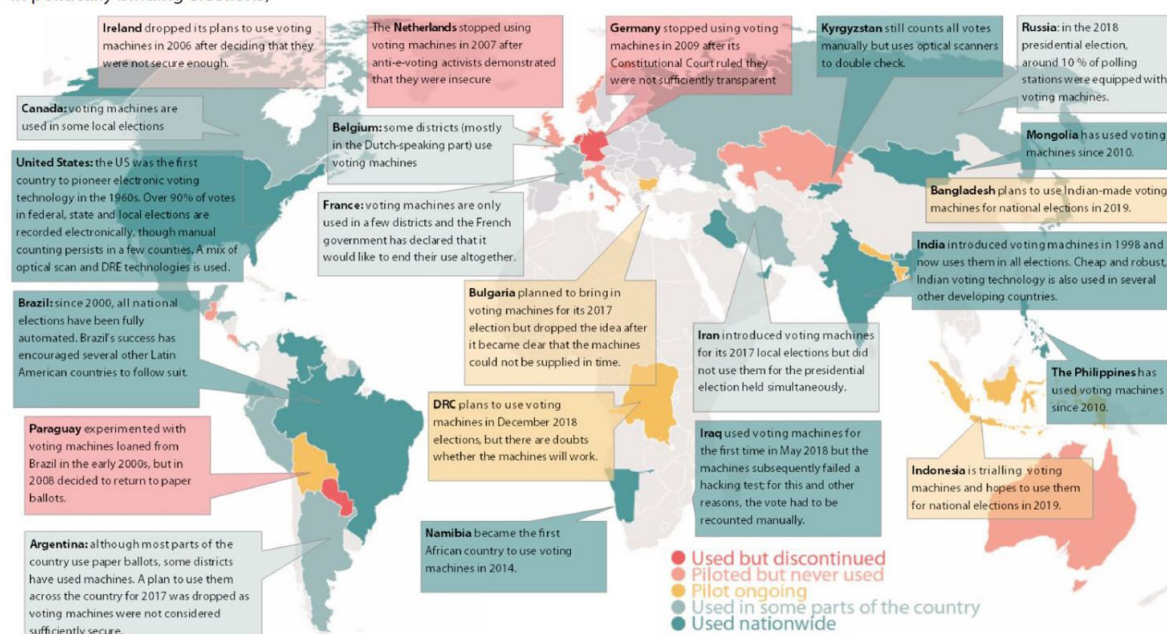 in politically binding elections)
Ireland dropped its plans to use voting
machines in 2006 after deciding that they
were not secure enough.
The Netherlands stopped using
voting machines in 2007 after
anti-e-voting activists demonstrated
that they were insecure
Germany stopped using voting
machines in 2009 after its
Constitutional Court ruled they
were not sufficiently transparent
Kyrgyzstan still counts all votes
manually but uses optical scanners
to double check.
Russia: in the 2018
presidential election,
around 10 % of polling
stations were equipped with
voting machines.
Canada: voting machines are
used in some local elections
Belgium: some districts (mostly
in the Dutch-speaking part) use
voting machines
Mongolia has used voting
machines since 2010.
United States: the US was the first
country to pioneer electronic voting
technology in the 1960s. Over 90% of votes
in federal, state and local elections are
recorded electronically, though manual
counting persists in a few counties. A mix of
optical scan and DRE technologies is used.
France: voting machines are only
used in a few districts and the French
government has declared that it
would like to end their use altogether.
Bangladesh plans to use Indian-made voting
machines for national elections in 2019.
India introduced voting machines in 1998 and
now uses them in all elections. Cheap and robust,
Indian voting technology is also used in several
other developing countries.
Brazil: since 2000, all national
elections have been fully
automated. Brazil's success has
encouraged several other Latin
American countries to follow suit.
Bulgaria planned to bring in
voting machines for its 2017
election but dropped the idea after
it became clear that the machines
could not be supplied in time.
Iran introduced voting machines
for its 2017 local elections but did
not use them for the presidential
election held simultaneously.
The Philippines has
used voting machines
since 2010.
Paraguay experimented with
voting machines loaned from
Brazil in the early 2000s, but in
2008 decided to return to paper
ballots.
DRC plans to use voting
machines in December 2018
elections, but there are doubts
whether the machines will work.
Iraq used voting machines for
the first time in May 2018 but the
machines subsequently failed a
hacking test; for this and other
reasons, the vote had to be
recounted manually.
Indonesia is trialling voting
machines and hopes to use them
for national elections in 2019.
Argentina: although most parts of the
country use paper ballots, some districts
have used machines. A plan to use them
across the country for 2017 was dropped as
voting machines were not considered
sufficiently secure.
Namibia became the first
African country to use voting
machines in 2014.
Used but discontinued
Piloted but never used
Pilot ongoing
Used in some parts of the country
Used nationwide